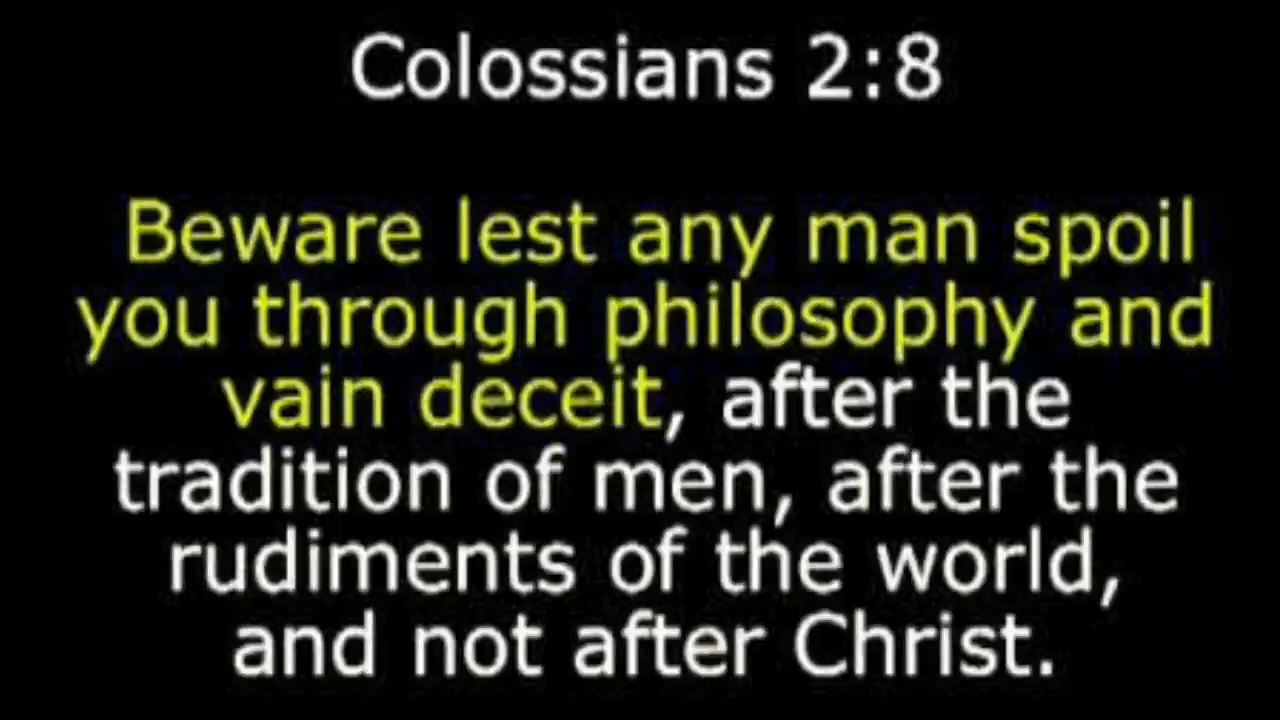 Colossians 2:8
Beware lest any man spoil
you through philosophy and
vain deceit, after the
tradition of men, after the
rudiments of the world,
and not after Christ.